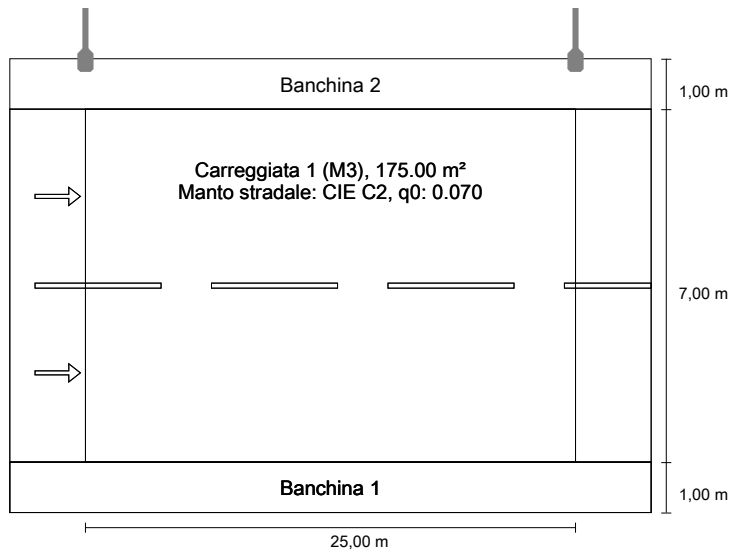 Banchina 2
1,00 m
Carreggiata 1 (M3), 175.00 m²
Manto stradale: CIE C2, q0: 0.070
7,00 m
Banchina 1
1,00 m
25,00 m